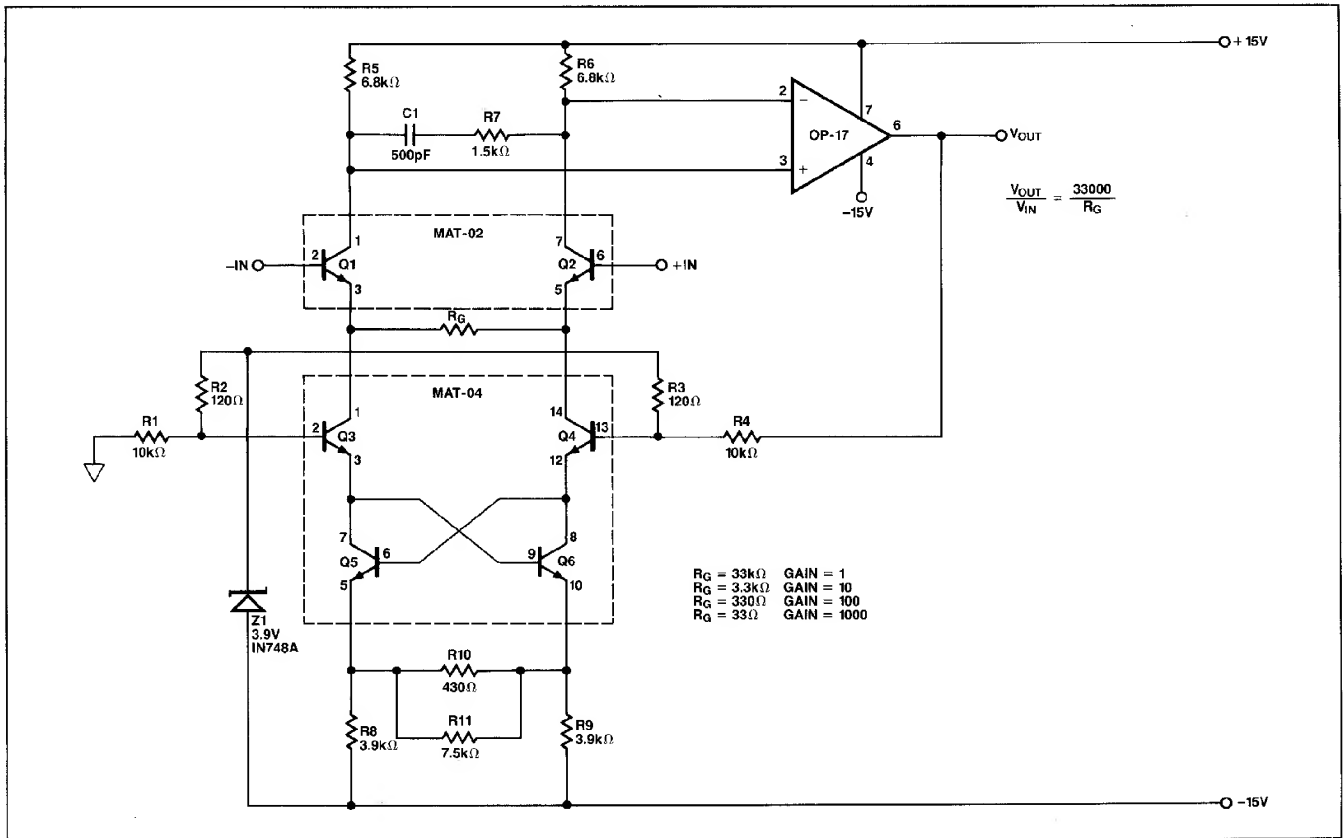 +15V
R5
6.8kΩ
R6
6.8kΩ
C1
500pF
R7
1.5kΩ
2
−
3
+
OP-17
7
4
6
−15V
VOUT
VOUT
VIN
=
33000
RG
MAT-02
1
7
−IN
2
Q1
3
Q2
6
5
+IN
RG
R2
120Ω
R3
120Ω
MAT-04
R1
10kΩ
2
1
Q3
3
14
Q4
13
12
R4
10kΩ
7
Q5
6
5
8
9
Q6
10
RG = 33kΩ GAIN = 1
RG = 3.3kΩ GAIN = 10
RG = 330Ω GAIN = 100
RG = 33Ω GAIN = 1000
Z1
3.9V
IN748A
R10
430Ω
R11
7.5kΩ
R8
3.9kΩ
R9
3.9kΩ
−15V